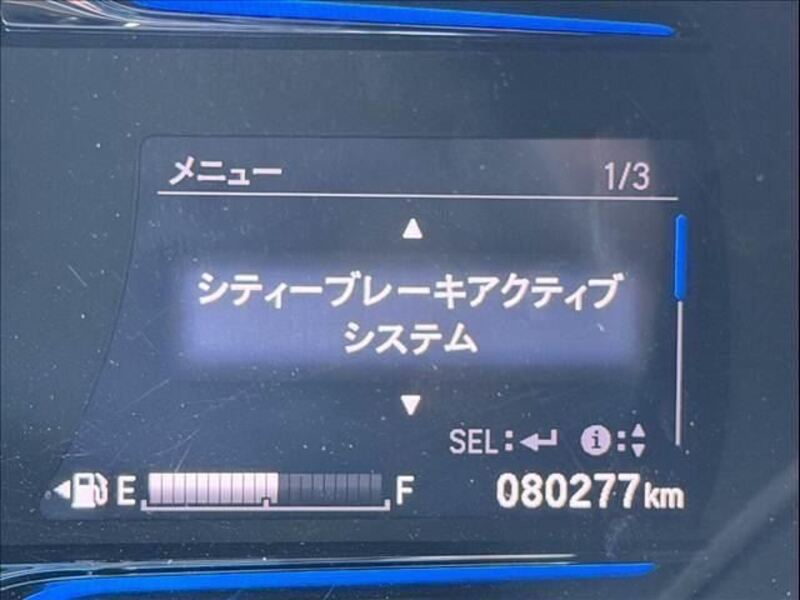 メニュー 1/3
▲
シティーブレーキアクティブ
システム
▼
SEL:↵ i:▲▼
E F 080277km